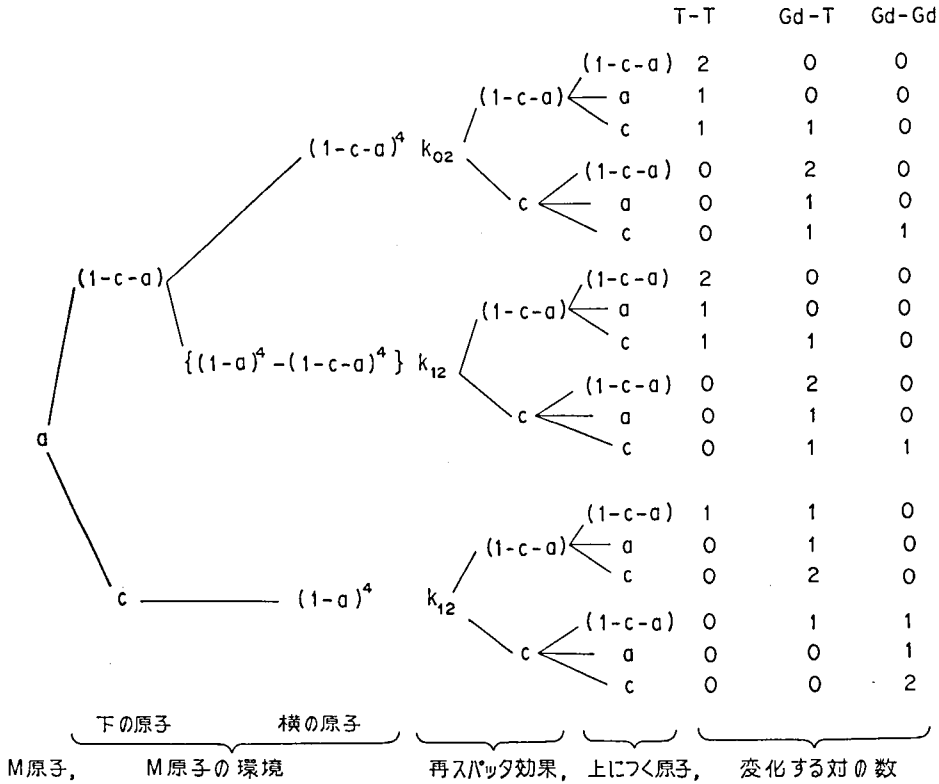 T-T Gd-T Gd-Gd
(1-c-a) 2 0 0
(1-c-a) a 1 0 0
c 1 1 0
(1-c-a)⁴ k₀₂
(1-c-a) 0 2 0
c a 0 1 0
c 0 1 1
(1-c-a)
(1-c-a) 2 0 0
(1-c-a) a 1 0 0
c 1 1 0
{(1-a)⁴-(1-c-a)⁴} k₁₂
(1-c-a) 0 2 0
c a 0 1 0
a
c 0 1 1
(1-c-a) 1 1 0
(1-c-a) a 0 1 0
c 0 2 0
c (1-a)⁴ k₁₂
(1-c-a) 0 1 1
c a 0 0 1
c 0 0 2
下の原子 横の原子
M原子, M原子の環境 再スパッタ効果, 上につく原子, 変化する対の数